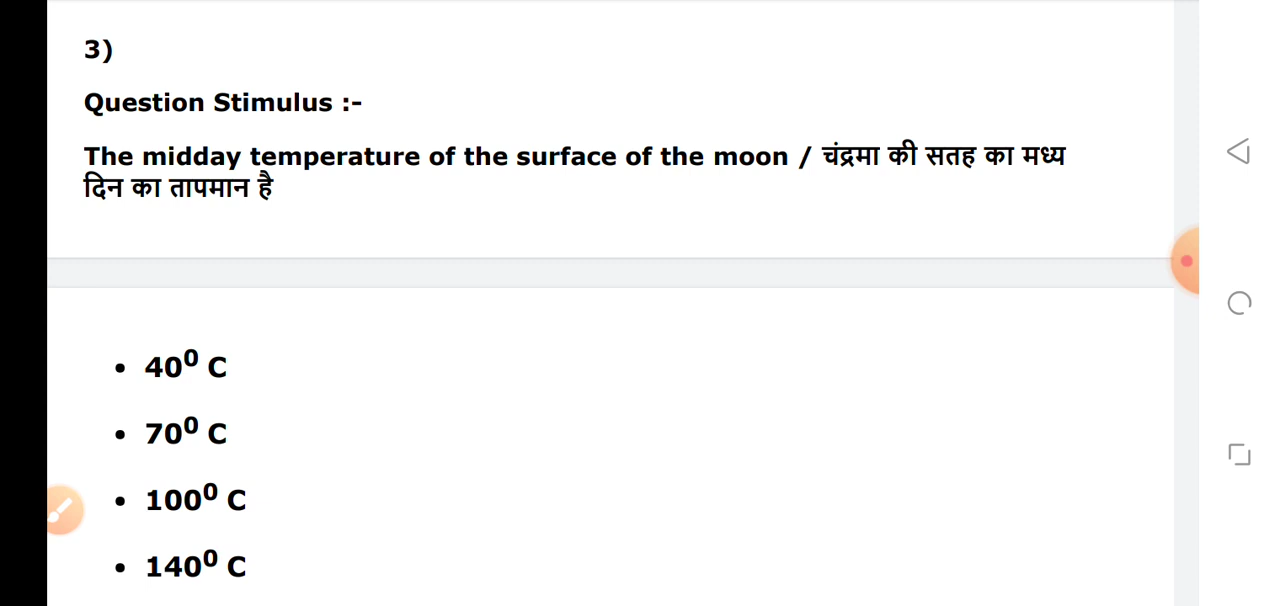 3)
Question Stimulus :-
The midday temperature of the surface of the moon / चंद्रमा की सतह का मध्य
दिन का तापमान है
• 40⁰ C
• 70⁰ C
• 100⁰ C
• 140⁰ C